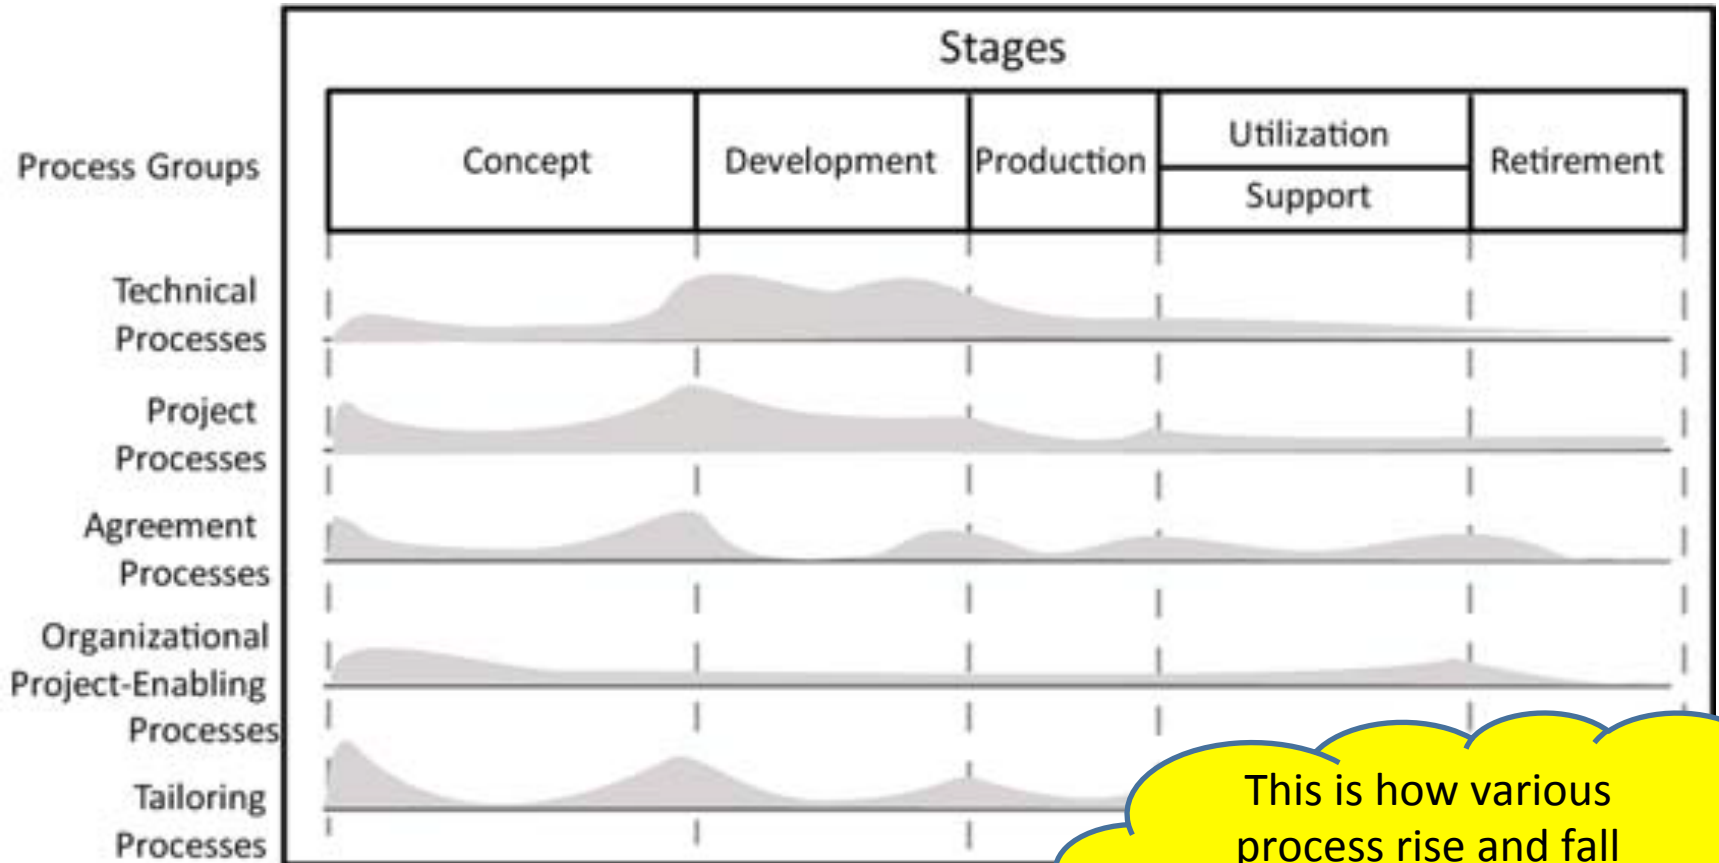 Stages
Process Groups
Concept
Development
Production
Utilization
Support
Retirement
Technical
Processes
Project
Processes
Agreement
Processes
Organizational
Project-Enabling
Processes
Tailoring
Processes
This is how various
process rise and fall